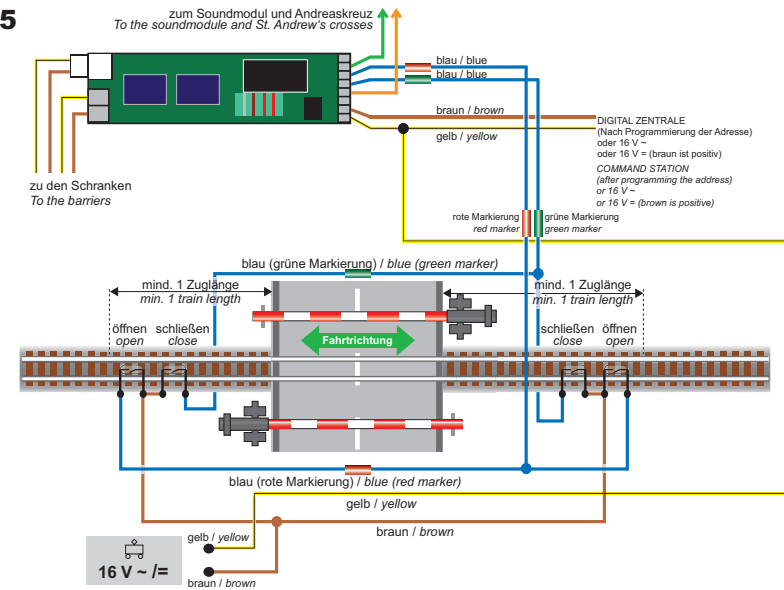 5
zum Soundmodul und Andreaskreuz
To the soundmodule and St. Andrew's crosses
blau / blue
blau / blue
braun / brown
gelb / yellow
DIGITAL ZENTRALE
(Nach Programmierung der Adresse)
oder 16 V ~
oder 16 V = (braun ist positiv)
COMMAND STATION
(after programming the address)
or 16 V ~
or 16 V = (brown is positive)
zu den Schranken
To the barriers
rote Markierung
red marker
grüne Markierung
green marker
blau (grüne Markierung) / blue (green marker)
mind. 1 Zuglänge
min. 1 train length
mind. 1 Zuglänge
min. 1 train length
öffnen
open
schließen
close
Fahrtrichtung
schließen
close
öffnen
open
blau (rote Markierung) / blue (red marker)
gelb / yellow
braun / brown
gelb / yellow
16 V ~ /=
braun / brown